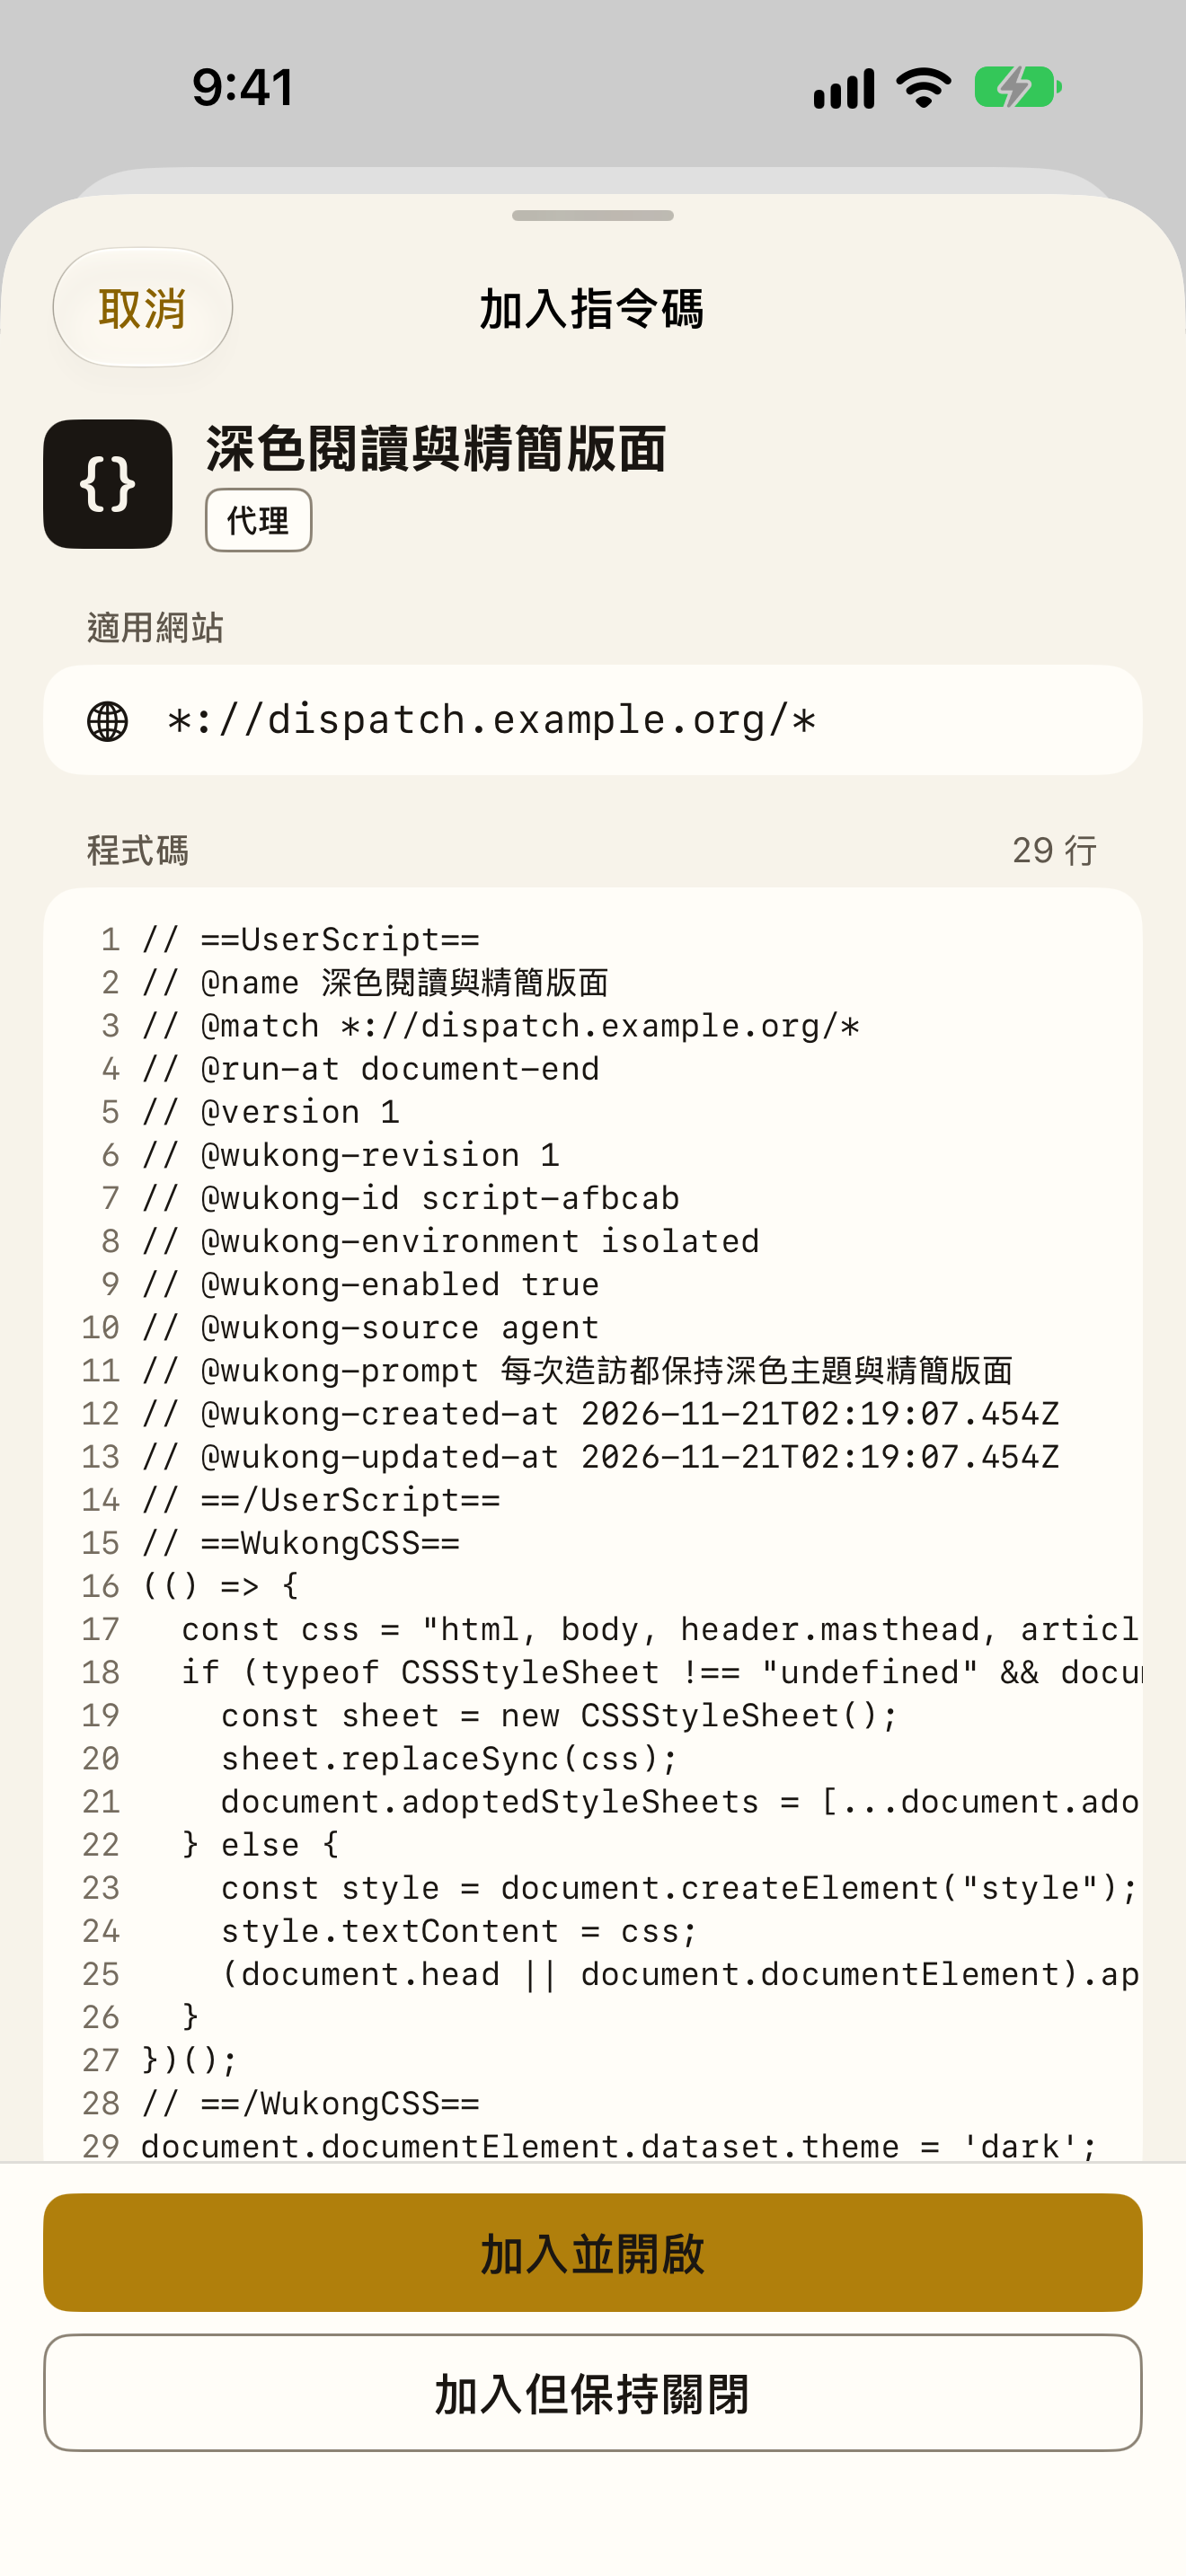 9:41
取消
加入指令碼
{}
深色閱讀與精簡版面
代理
適用網站
*://dispatch.example.org/*
程式碼
29 行
1 // ==UserScript==
2 // @name 深色閱讀與精簡版面
3 // @match *://dispatch.example.org/*
4 // @run-at document-end
5 // @version 1
6 // @wukong-revision 1
7 // @wukong-id script-afbcab
8 // @wukong-environment isolated
9 // @wukong-enabled true
10 // @wukong-source agent
11 // @wukong-prompt 每次造訪都保持深色主題與精簡版面
12 // @wukong-created-at 2026-11-21T02:19:07.454Z
13 // @wukong-updated-at 2026-11-21T02:19:07.454Z
14 // ==/UserScript==
15 // ==WukongCSS==
16 (() => {
17   const css = "html, body, header.masthead, articl
18   if (typeof CSSStyleSheet !== "undefined" && docu
19     const sheet = new CSSStyleSheet();
20     sheet.replaceSync(css);
21     document.adoptedStyleSheets = [...document.ado
22   } else {
23     const style = document.createElement("style");
24     style.textContent = css;
25     (document.head || document.documentElement).ap
26   }
27 })();
28 // ==/WukongCSS==
29 document.documentElement.dataset.theme = 'dark';
加入並開啟
加入但保持關閉